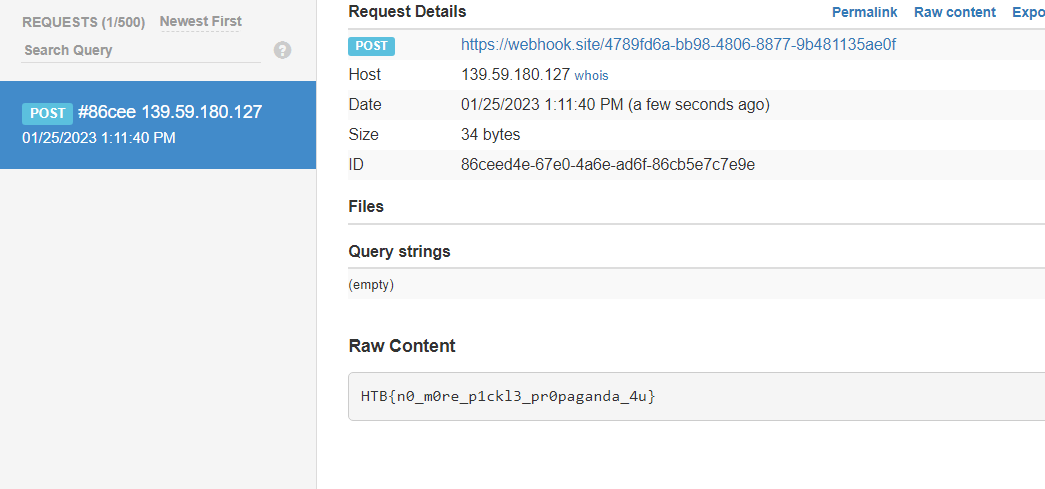 REQUESTS (1/500) Newest First
Search Query ?
POST #86cee 139.59.180.127
01/25/2023 1:11:40 PM
Request Details Permalink Raw content Expo
POST https://webhook.site/4789fd6a-bb98-4806-8877-9b481135ae0f
Host 139.59.180.127 whois
Date 01/25/2023 1:11:40 PM (a few seconds ago)
Size 34 bytes
ID 86ceed4e-67e0-4a6e-ad6f-86cb5e7c7e9e
Files
Query strings
(empty)
Raw Content
HTB{n0_m0re_p1ckl3_pr0paganda_4u}